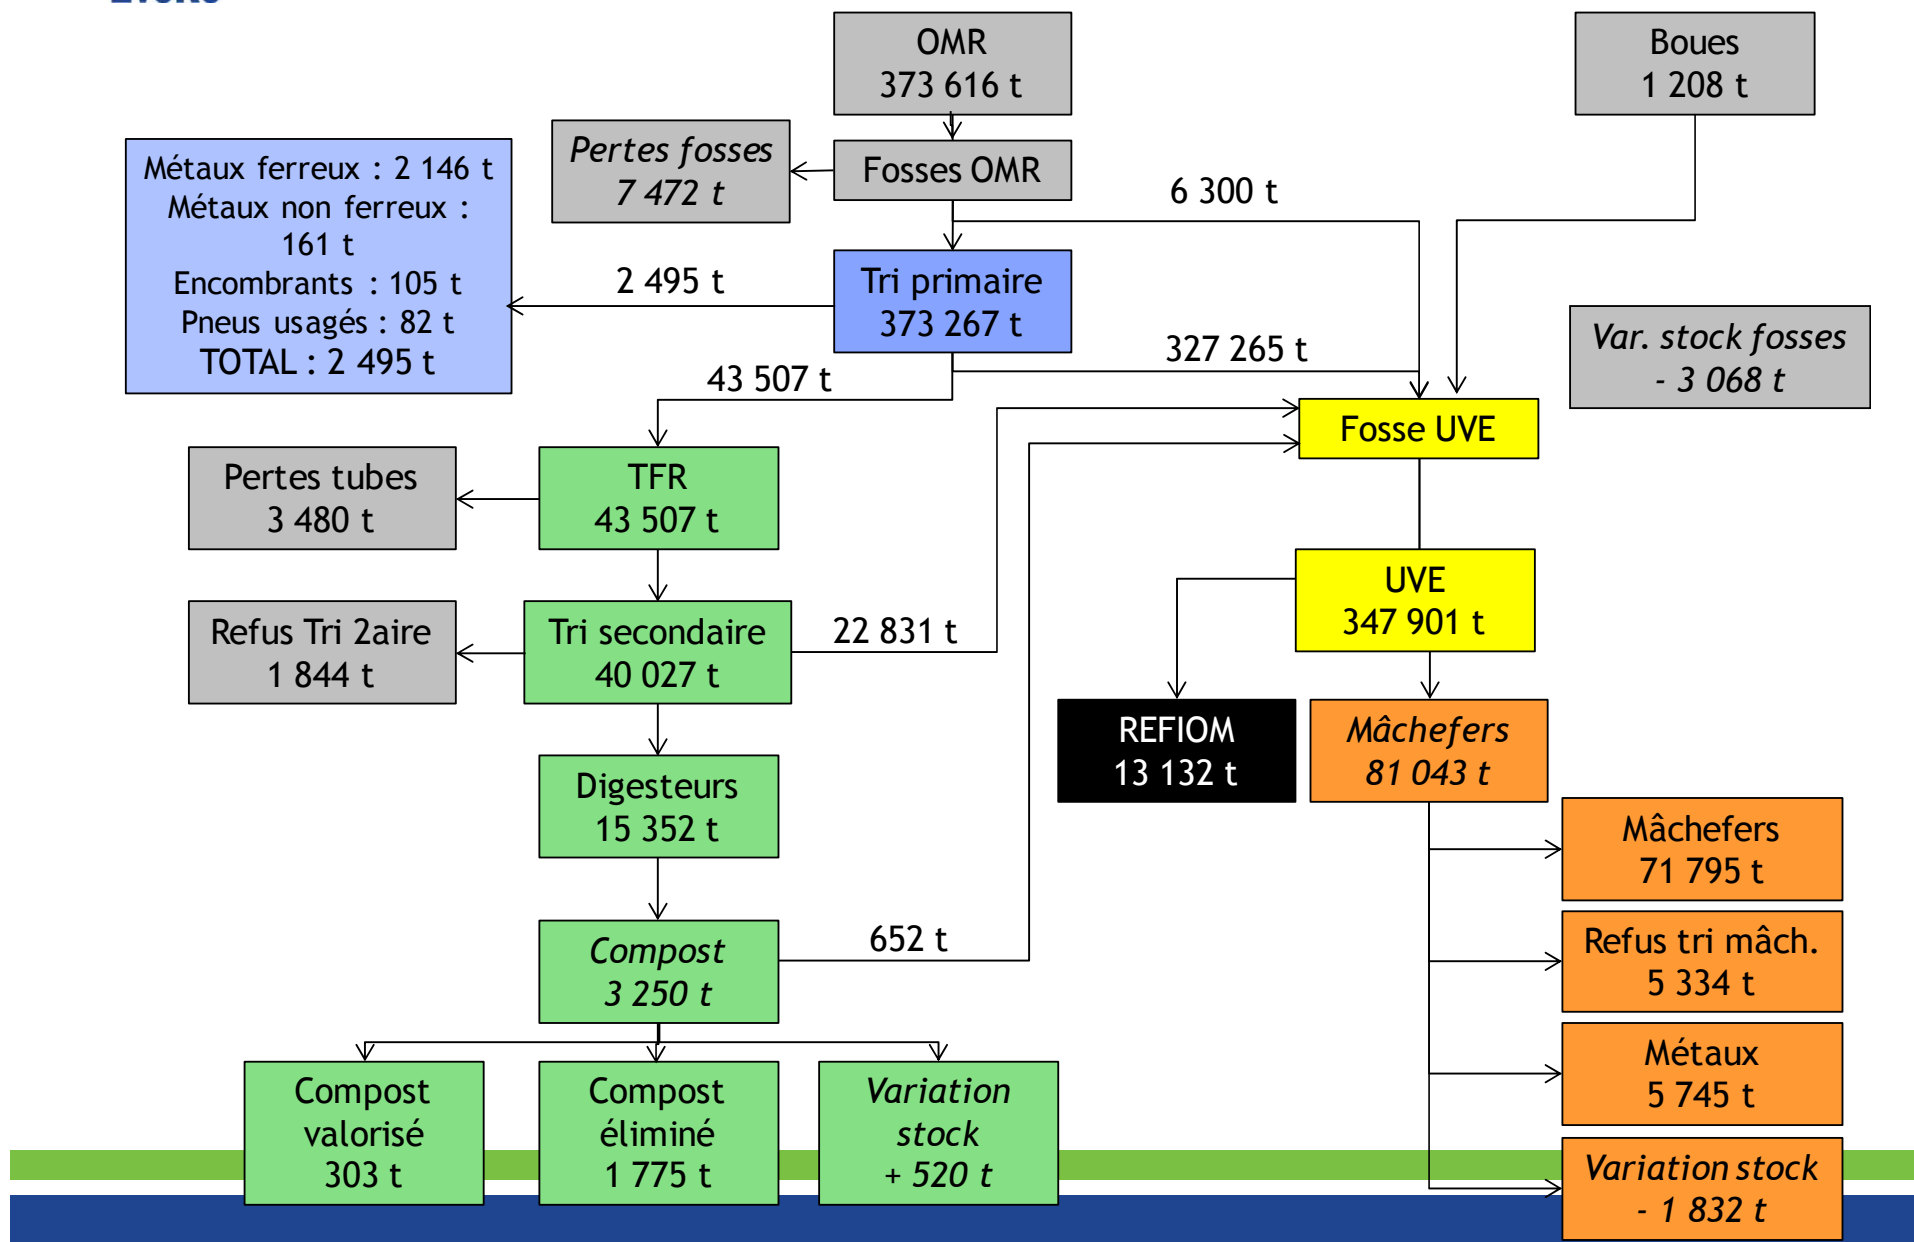 OMR
373 616 t
Boues
1 208 t
Pertes fosses
7 472 t
Fosses OMR
Métaux ferreux : 2 146 t
Métaux non ferreux :
161 t
Encombrants : 105 t
Pneus usagés : 82 t
TOTAL : 2 495 t
6 300 t
2 495 t
Tri primaire
373 267 t
Var. stock fosses
- 3 068 t
327 265 t
43 507 t
Fosse UVE
Pertes tubes
3 480 t
TFR
43 507 t
UVE
347 901 t
Refus Tri 2aire
1 844 t
Tri secondaire
40 027 t
22 831 t
REFIOM
13 132 t
Mâchefers
81 043 t
Digesteurs
15 352 t
Mâchefers
71 795 t
Compost
3 250 t
652 t
Refus tri mâch.
5 334 t
Métaux
5 745 t
Compost
valorisé
303 t
Compost
éliminé
1 775 t
Variation
stock
+ 520 t
Variation stock
- 1 832 t